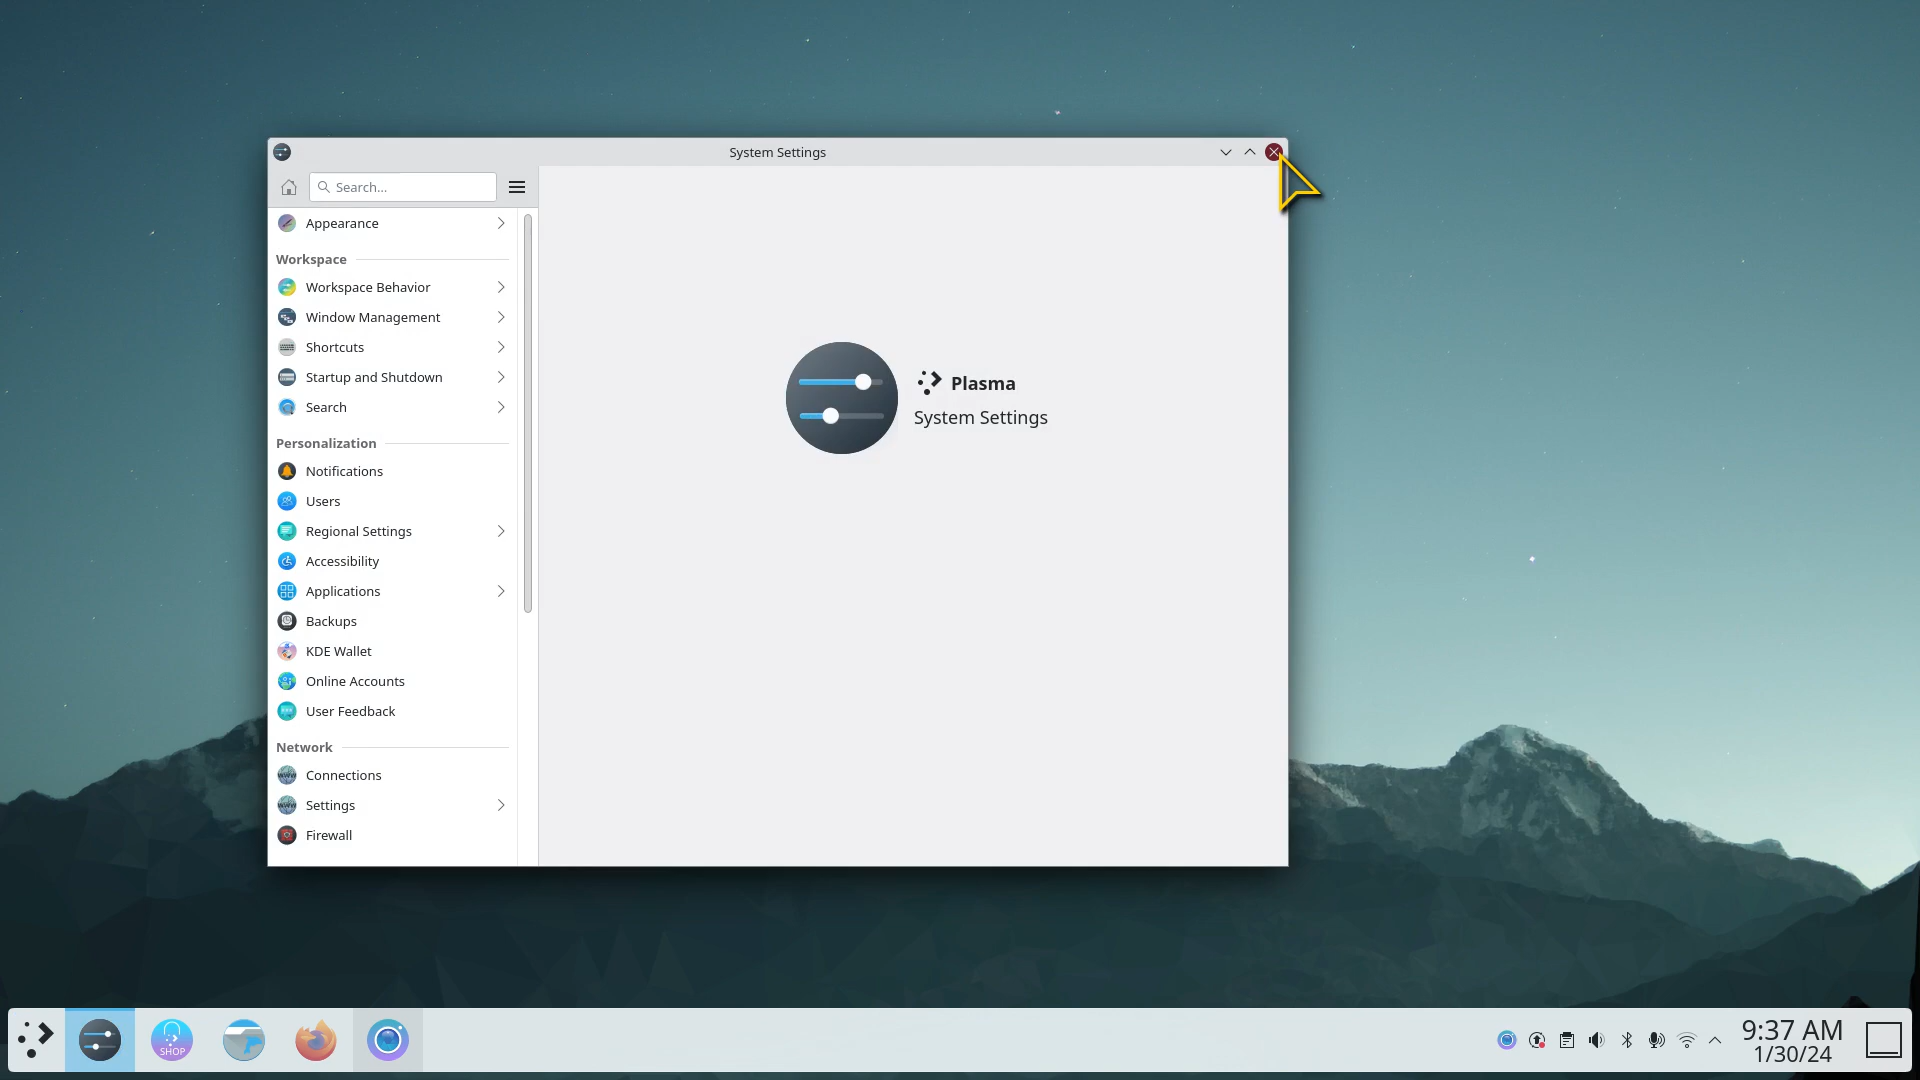 System Settings
Search...
Appearance
Workspace
Workspace Behavior
Window Management
Shortcuts
Startup and Shutdown
Search
Personalization
Notifications
Users
Regional Settings
Accessibility
Applications
Backups
KDE Wallet
Online Accounts
User Feedback
Network
Connections
Settings
Firewall
Plasma
System Settings
SHOP
9:37 AM
1/30/24